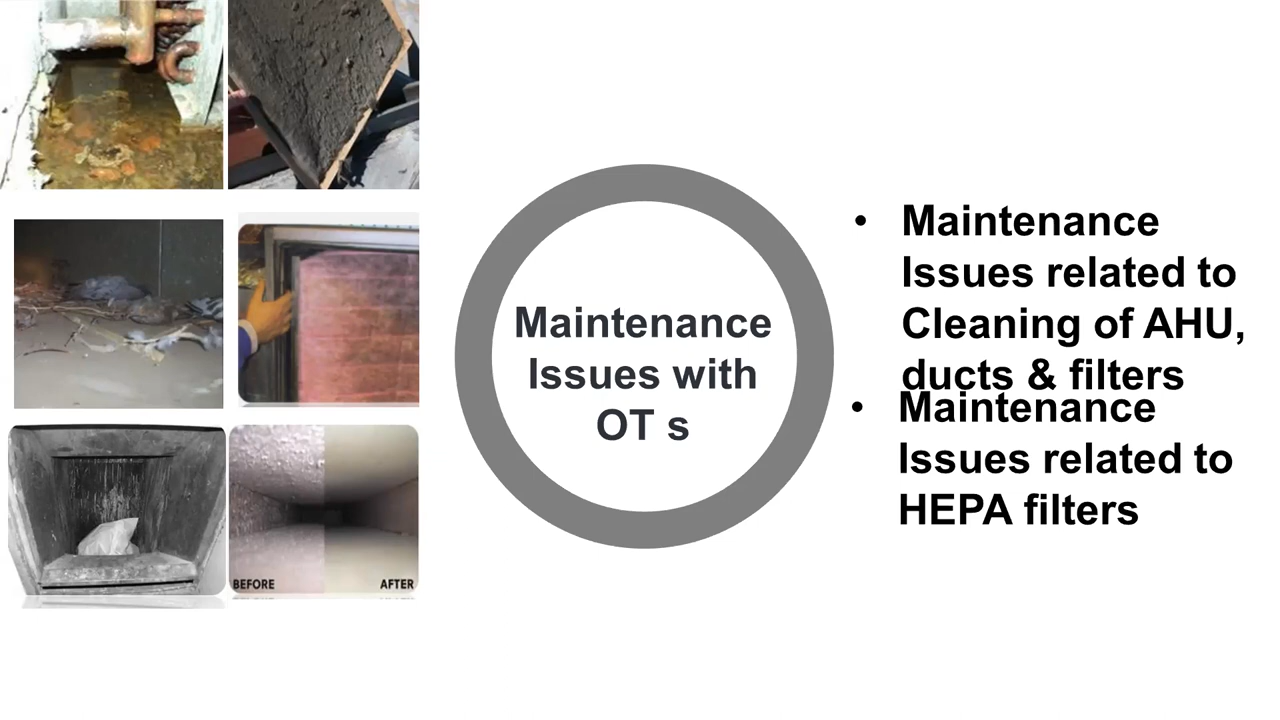 Maintenance
Issues with
OT s
• Maintenance
Issues related to
Cleaning of AHU,
ducts & filters
• Maintenance
Issues related to
HEPA filters
BEFORE
AFTER